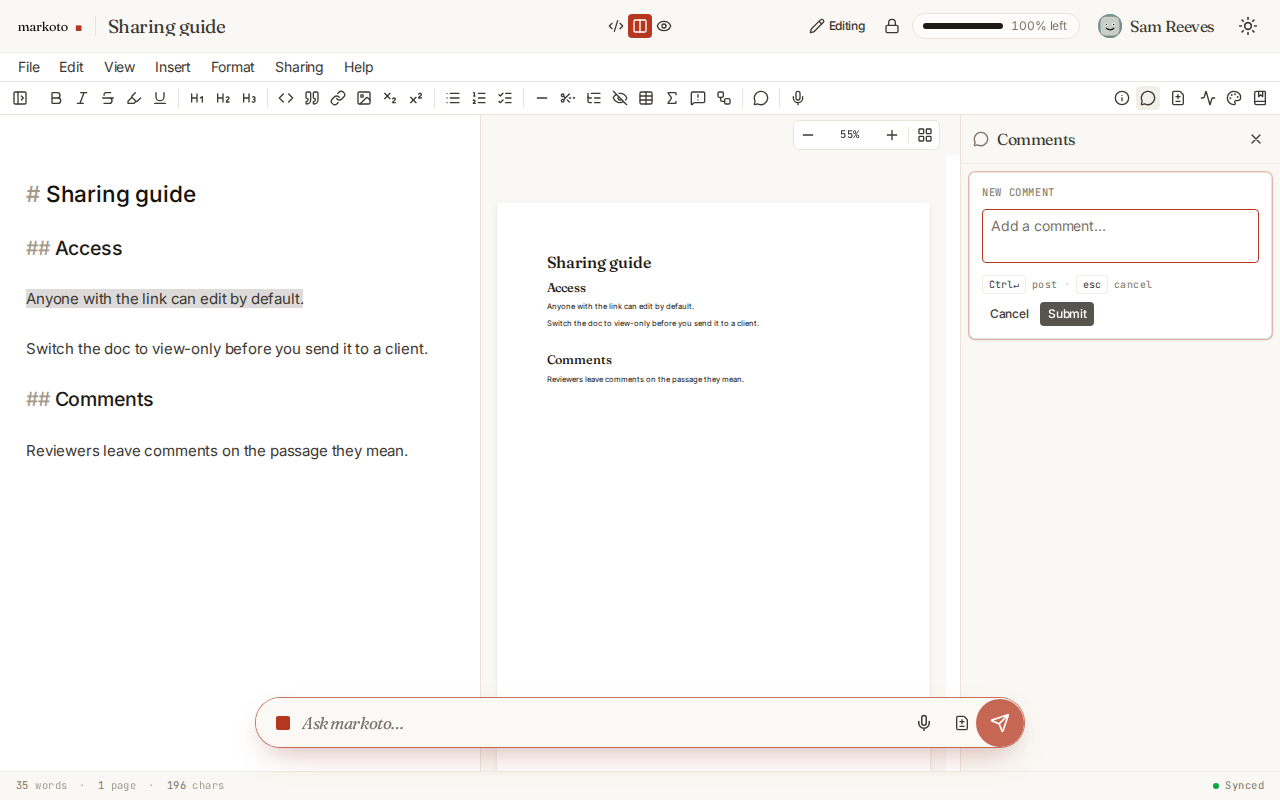 markoto
Sharing guide
Editing
100% left
Sam Reeves
File Edit View Insert Format Sharing Help
H1 H2 H3
55%
# Sharing guide
## Access
Anyone with the link can edit by default.
Switch the doc to view-only before you send it to a client.
## Comments
Reviewers leave comments on the passage they mean.
Sharing guide
Access
Anyone with the link can edit by default.
Switch the doc to view-only before you send it to a client.
Comments
Reviewers leave comments on the passage they mean.
Comments
NEW COMMENT
Add a comment...
Ctrl↵ post · esc cancel
Cancel Submit
Ask markoto...
35 words · 1 page · 196 chars
Synced